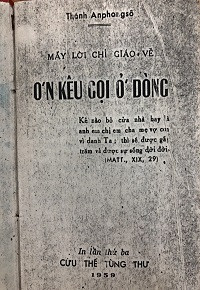 Thánh Anphongsô
MẤY LỜI CHỈ GIÁO VỀ
ƠN KÊU GỌI Ở DÒNG
Kẻ nào bỏ cửa nhà hay là
anh em chị em cha mẹ vợ con
vì danh Ta; thì sẽ được gấp
trăm và được sự sống đời đời.
(MATT., XIX, 29)
In lần thứ ba
CỨU THẾ TÙNG THƯ
1959